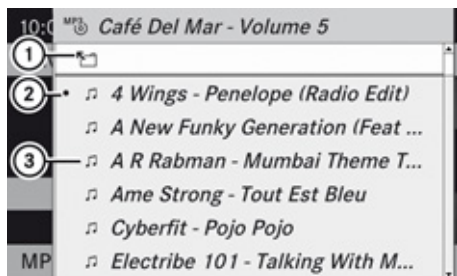 10:0 MP3 Café Del Mar - Volume 5
1
2 4 Wings - Penelope (Radio Edit)
A New Funky Generation (Feat ...
3 A R Rabman - Mumbai Theme T...
Ame Strong - Tout Est Bleu
Cyberfit - Pojo Pojo
MP Electribe 101 - Talking With M...